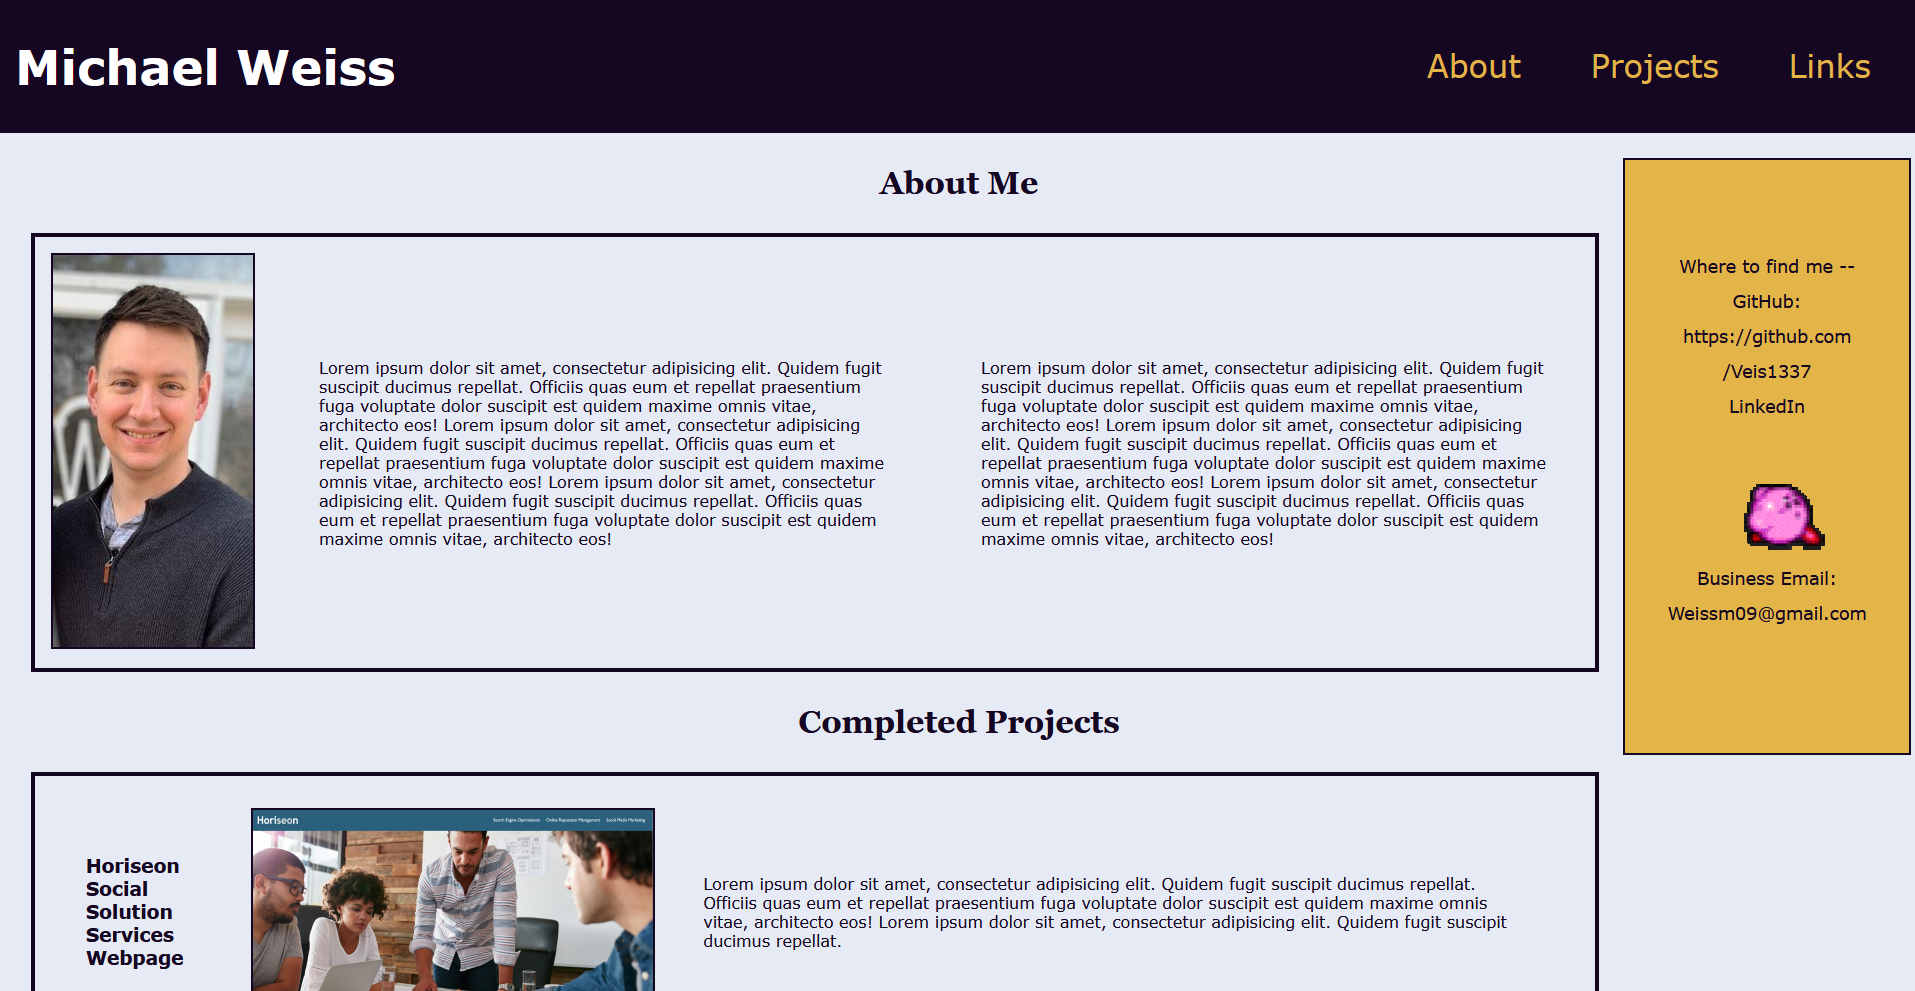 Michael Weiss
About Projects Links
About Me
Lorem ipsum dolor sit amet, consectetur adipisicing elit. Quidem fugit
suscipit ducimus repellat. Officiis quas eum et repellat praesentium
fuga voluptate dolor suscipit est quidem maxime omnis vitae,
architecto eos! Lorem ipsum dolor sit amet, consectetur adipisicing
elit. Quidem fugit suscipit ducimus repellat. Officiis quas eum et
repellat praesentium fuga voluptate dolor suscipit est quidem maxime
omnis vitae, architecto eos! Lorem ipsum dolor sit amet, consectetur
adipisicing elit. Quidem fugit suscipit ducimus repellat. Officiis quas
eum et repellat praesentium fuga voluptate dolor suscipit est quidem
maxime omnis vitae, architecto eos!
Lorem ipsum dolor sit amet, consectetur adipisicing elit. Quidem fugit
suscipit ducimus repellat. Officiis quas eum et repellat praesentium
fuga voluptate dolor suscipit est quidem maxime omnis vitae,
architecto eos! Lorem ipsum dolor sit amet, consectetur adipisicing
elit. Quidem fugit suscipit ducimus repellat. Officiis quas eum et
repellat praesentium fuga voluptate dolor suscipit est quidem maxime
omnis vitae, architecto eos! Lorem ipsum dolor sit amet, consectetur
adipisicing elit. Quidem fugit suscipit ducimus repellat. Officiis quas
eum et repellat praesentium fuga voluptate dolor suscipit est quidem
maxime omnis vitae, architecto eos!
Where to find me --
GitHub:
https://github.com
/Veis1337
LinkedIn
Business Email:
Weissm09@gmail.com
Completed Projects
Horiseon
Social
Solution
Services
Webpage
Horiseon
Search Engine Optimization Online Reputation Management Social Media Marketing
Lorem ipsum dolor sit amet, consectetur adipisicing elit. Quidem fugit suscipit ducimus repellat.
Officiis quas eum et repellat praesentium fuga voluptate dolor suscipit est quidem maxime omnis
vitae, architecto eos! Lorem ipsum dolor sit amet, consectetur adipisicing elit. Quidem fugit suscipit
ducimus repellat.